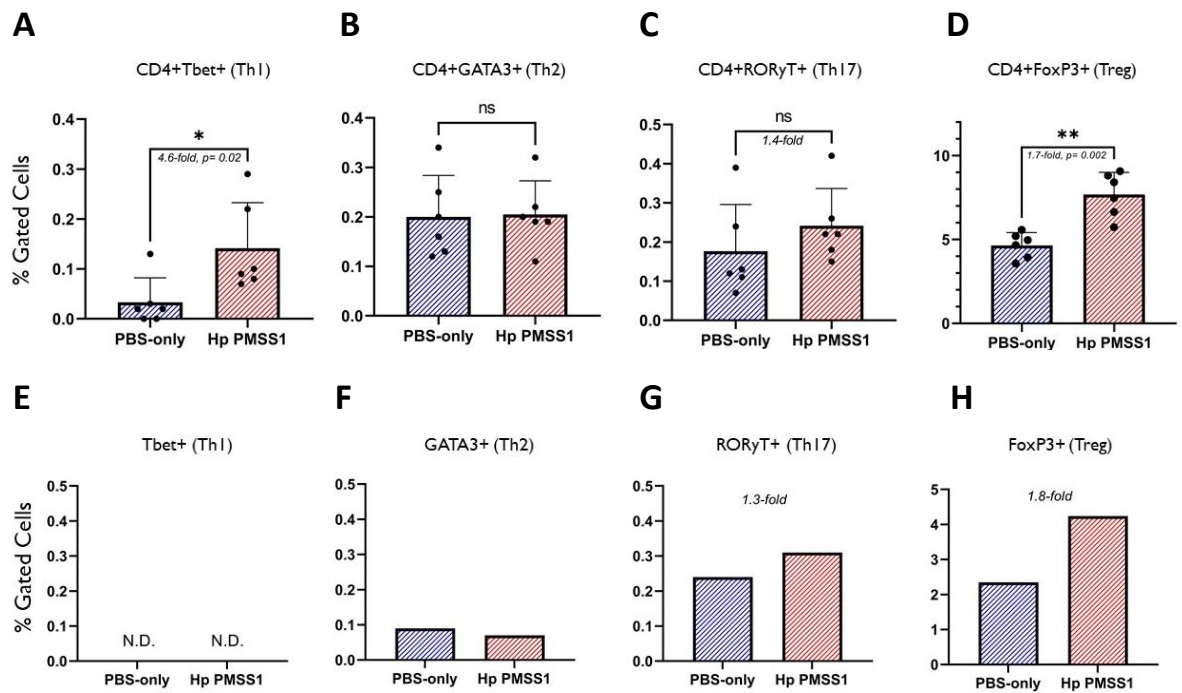 A
B
C
D
CD4+Tbet+ (Th1)
CD4+GATA3+ (Th2)
CD4+RORyT+ (Th17)
CD4+FoxP3+ (Treg)
% Gated Cells
0.4
0.3
0.2
0.1
0.0
*
4.6-fold, p= 0.02
PBS-only
Hp PMSS1
0.4
0.3
0.2
0.1
0.0
ns
PBS-only
Hp PMSS1
0.5
0.4
0.3
0.2
0.1
0.0
ns
1.4-fold
PBS-only
Hp PMSS1
10
5
0
**
1.7-fold, p= 0.002
PBS-only
Hp PMSS1
E
F
G
H
Tbet+ (Th1)
GATA3+ (Th2)
RORyT+ (Th17)
FoxP3+ (Treg)
% Gated Cells
0.5
0.4
0.3
0.2
0.1
0.0
N.D.
N.D.
PBS-only
Hp PMSS1
0.5
0.4
0.3
0.2
0.1
0.0
PBS-only
Hp PMSS1
0.5
0.4
0.3
0.2
0.1
0.0
1.3-fold
PBS-only
Hp PMSS1
5
4
3
2
1
0
1.8-fold
PBS-only
Hp PMSS1